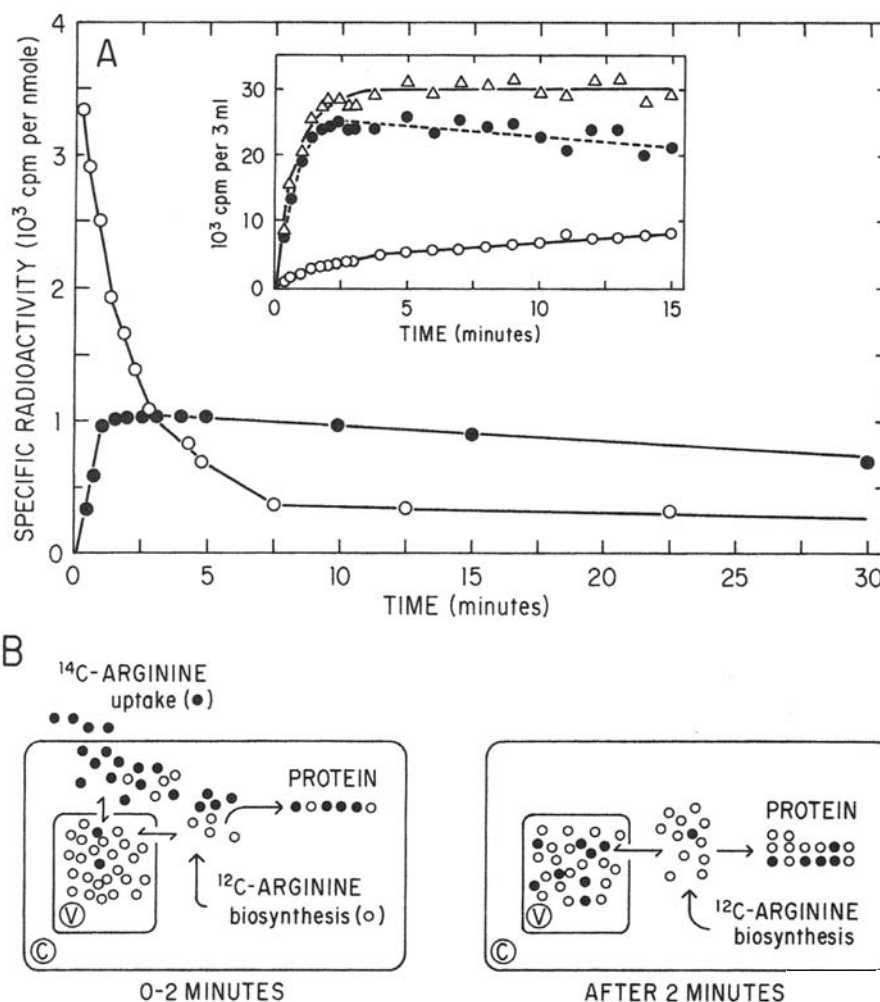 A
SPECIFIC RADIOACTIVITY (10³ cpm per nmole)
4
3
2
1
0
0
5
10
15
20
25
30
TIME (minutes)
10³ cpm per 3 ml
30
20
10
0
0
5
10
15
TIME (minutes)
B
¹⁴C-ARGININE
uptake (●)
PROTEIN
¹²C-ARGININE
biosynthesis (○)
V
C
0-2 MINUTES
PROTEIN
¹²C-ARGININE
biosynthesis
V
C
AFTER 2 MINUTES